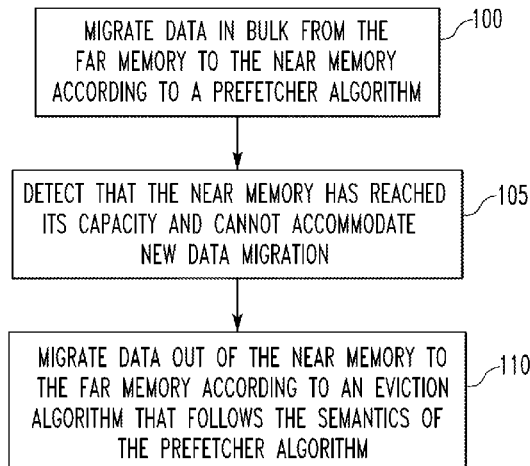 MIGRATE DATA IN BULK FROM THE
FAR MEMORY TO THE NEAR MEMORY
ACCORDING TO A PREFETCHER ALGORITHM
100
DETECT THAT THE NEAR MEMORY HAS REACHED
ITS CAPACITY AND CANNOT ACCOMMODATE
NEW DATA MIGRATION
105
MIGRATE DATA OUT OF THE NEAR MEMORY TO
THE FAR MEMORY ACCORDING TO AN EVICTION
ALGORITHM THAT FOLLOWS THE SEMANTICS OF
THE PREFETCHER ALGORITHM
110